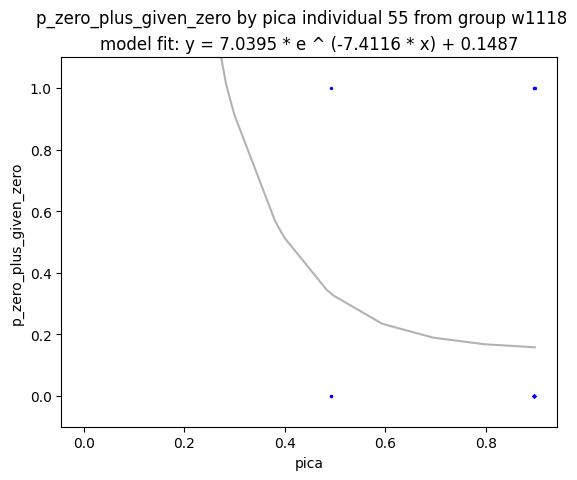 p_zero_plus_given_zero by pica individual 55 from group w1118
model fit: y = 7.0395 * e ^ (-7.4116 * x) + 0.1487
1.0
0.8
0.6
0.4
0.2
0.0
p_zero_plus_given_zero
0.0 0.2 0.4 0.6 0.8
pica